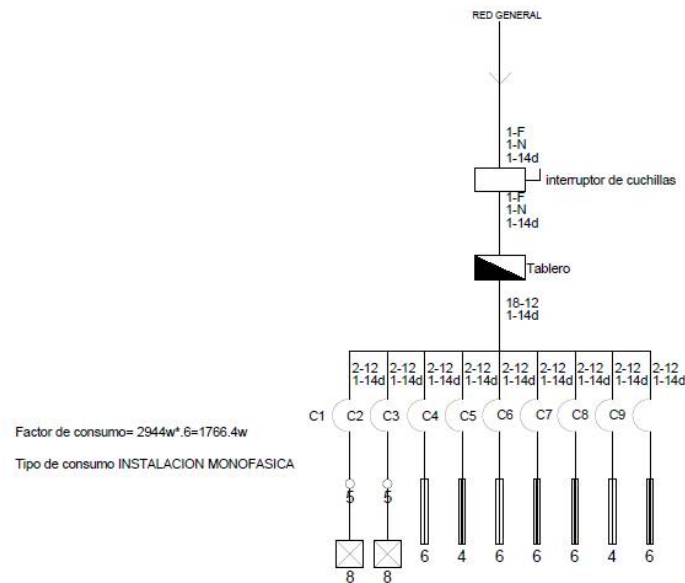 RED GENERAL
1-F
1-N
1-14d
interruptor de cuchillas
1-F
1-N
1-14d
Tablero
18-12
1-14d
2-12 2-12 2-12 2-12 2-12 2-12 2-12 2-12 2-12
1-14d 1-14d 1-14d 1-14d 1-14d 1-14d 1-14d 1-14d 1-14d
C1 C2 C3 C4 C5 C6 C7 C8 C9
Factor de consumo= 2944w*.6=1766.4w
Tipo de consumo INSTALACION MONOFASICA
5 5
6 4 6 6 6 4 6
8 8